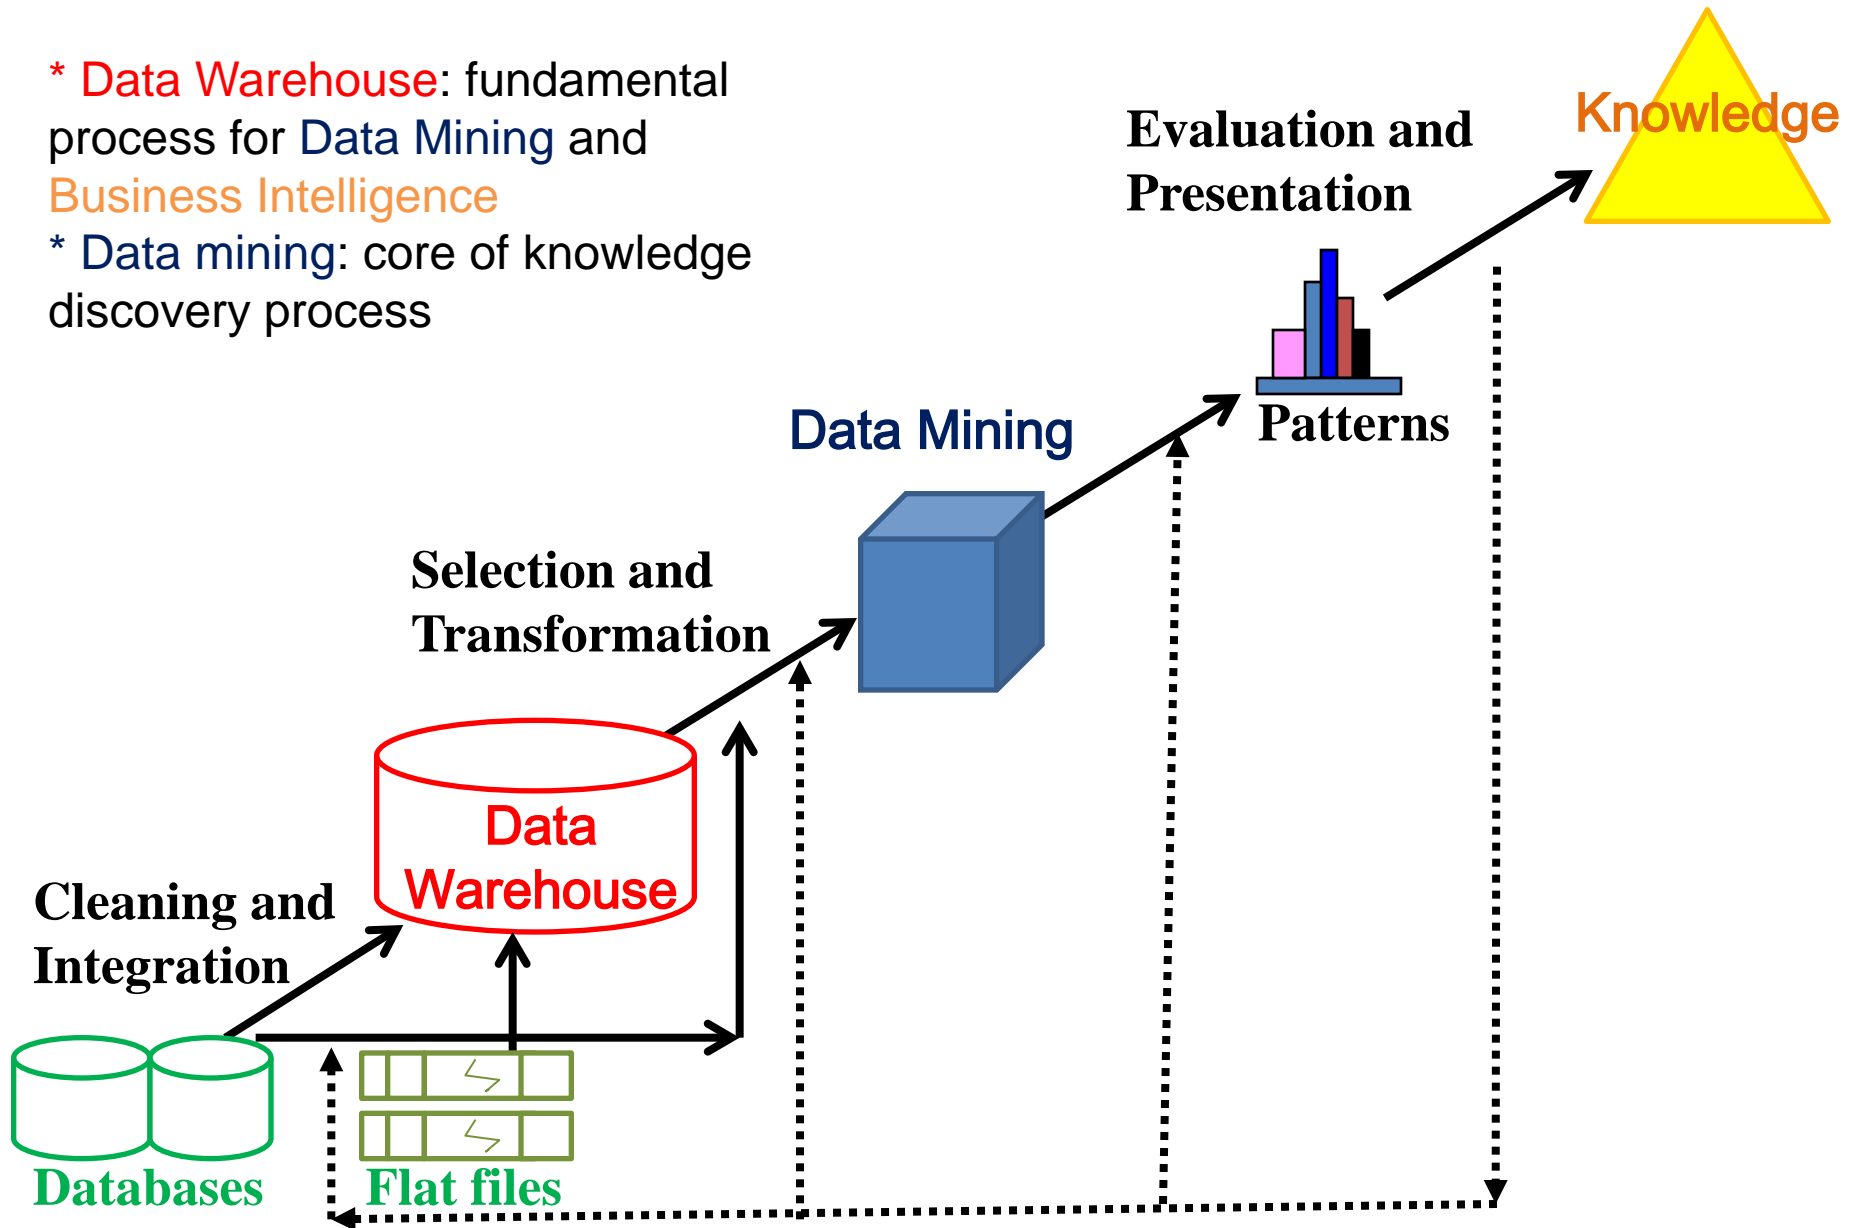 * Data Warehouse: fundamental
process for Data Mining and
Business Intelligence
* Data mining: core of knowledge
discovery process
Knowledge
Evaluation and
Presentation
Patterns
Data Mining
Selection and
Transformation
Data
Warehouse
Cleaning and
Integration
Databases
Flat files